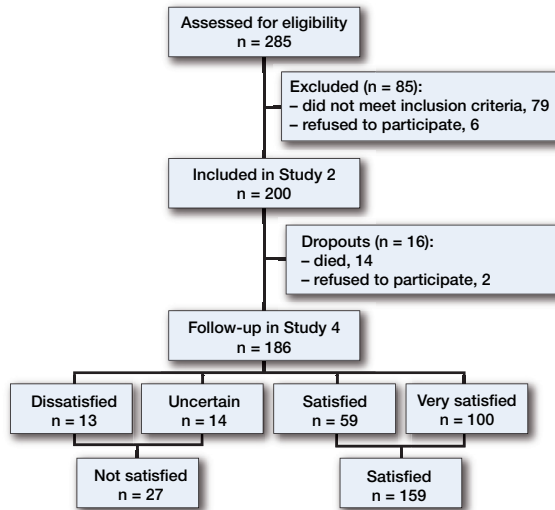 Assessed for eligibility
n = 285
Excluded (n = 85):
– did not meet inclusion criteria, 79
– refused to participate, 6
Included in Study 2
n = 200
Dropouts (n = 16):
– died, 14
– refused to participate, 2
Follow-up in Study 4
n = 186
Dissatisfied
n = 13
Uncertain
n = 14
Satisfied
n = 59
Very satisfied
n = 100
Not satisfied
n = 27
Satisfied
n = 159